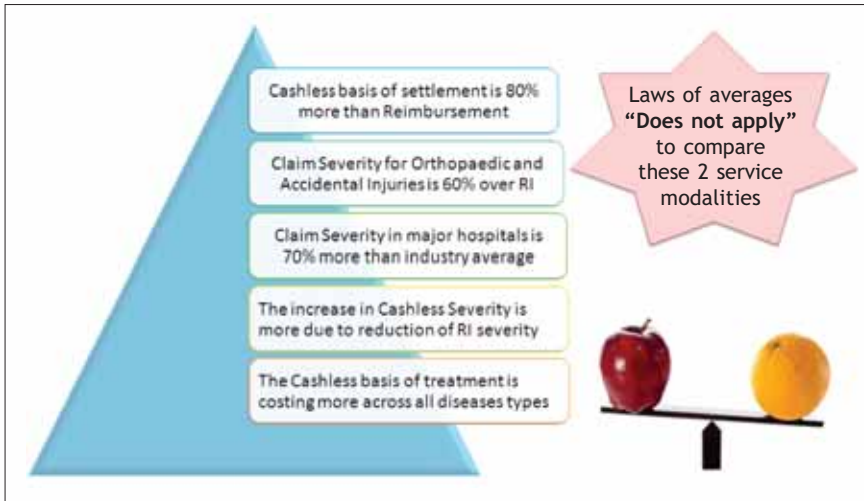 Cashless basis of settlement is 80%
more than Reimbursement
Claim Severity for Orthopaedic and
Accidental Injuries is 60% over RI
Claim Severity in major hospitals is
70% more than industry average
The increase in Cashless Severity is
more due to reduction of RI severity
The Cashless basis of treatment is
costing more across all diseases types
Laws of averages
“Does not apply”
to compare
these 2 service
modalities